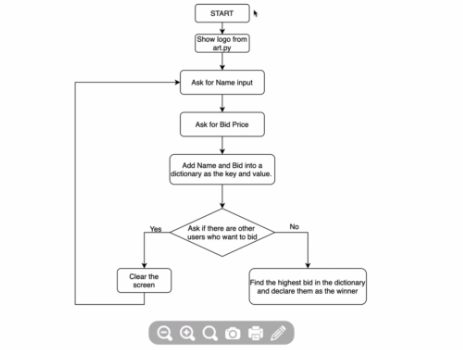 START
Show logo from
art.py
Ask for Name input
Ask for Bid Price
Add Name and Bid into a
dictionary as the key and value.
Ask if there are other
users who want to bid
Yes
No
Clear the
screen
Find the highest bid in the dictionary
and declare them as the winner